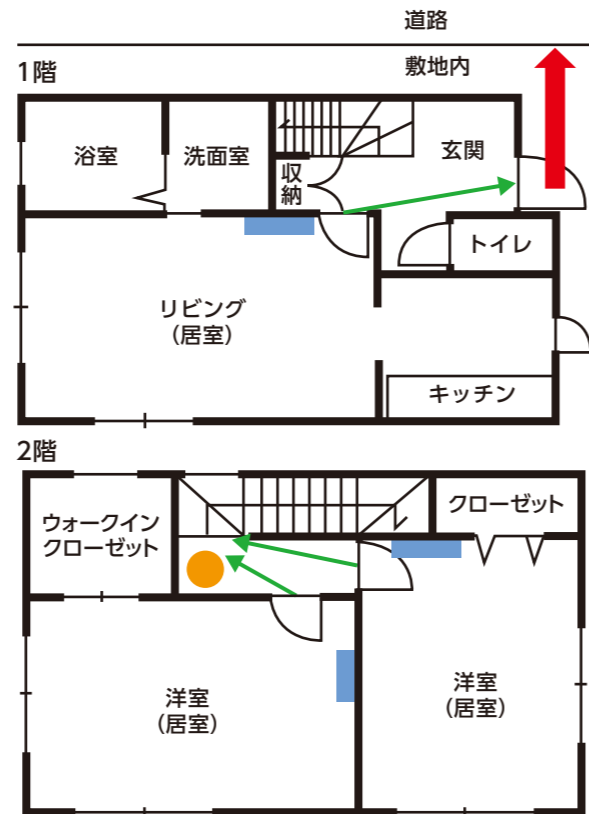 道路
1階
敷地内
浴室
洗面室
収
納
玄関
トイレ
リビング
(居室)
キッチン
2階
ウォークイン
クローゼット
クローゼット
洋室
(居室)
洋室
(居室)